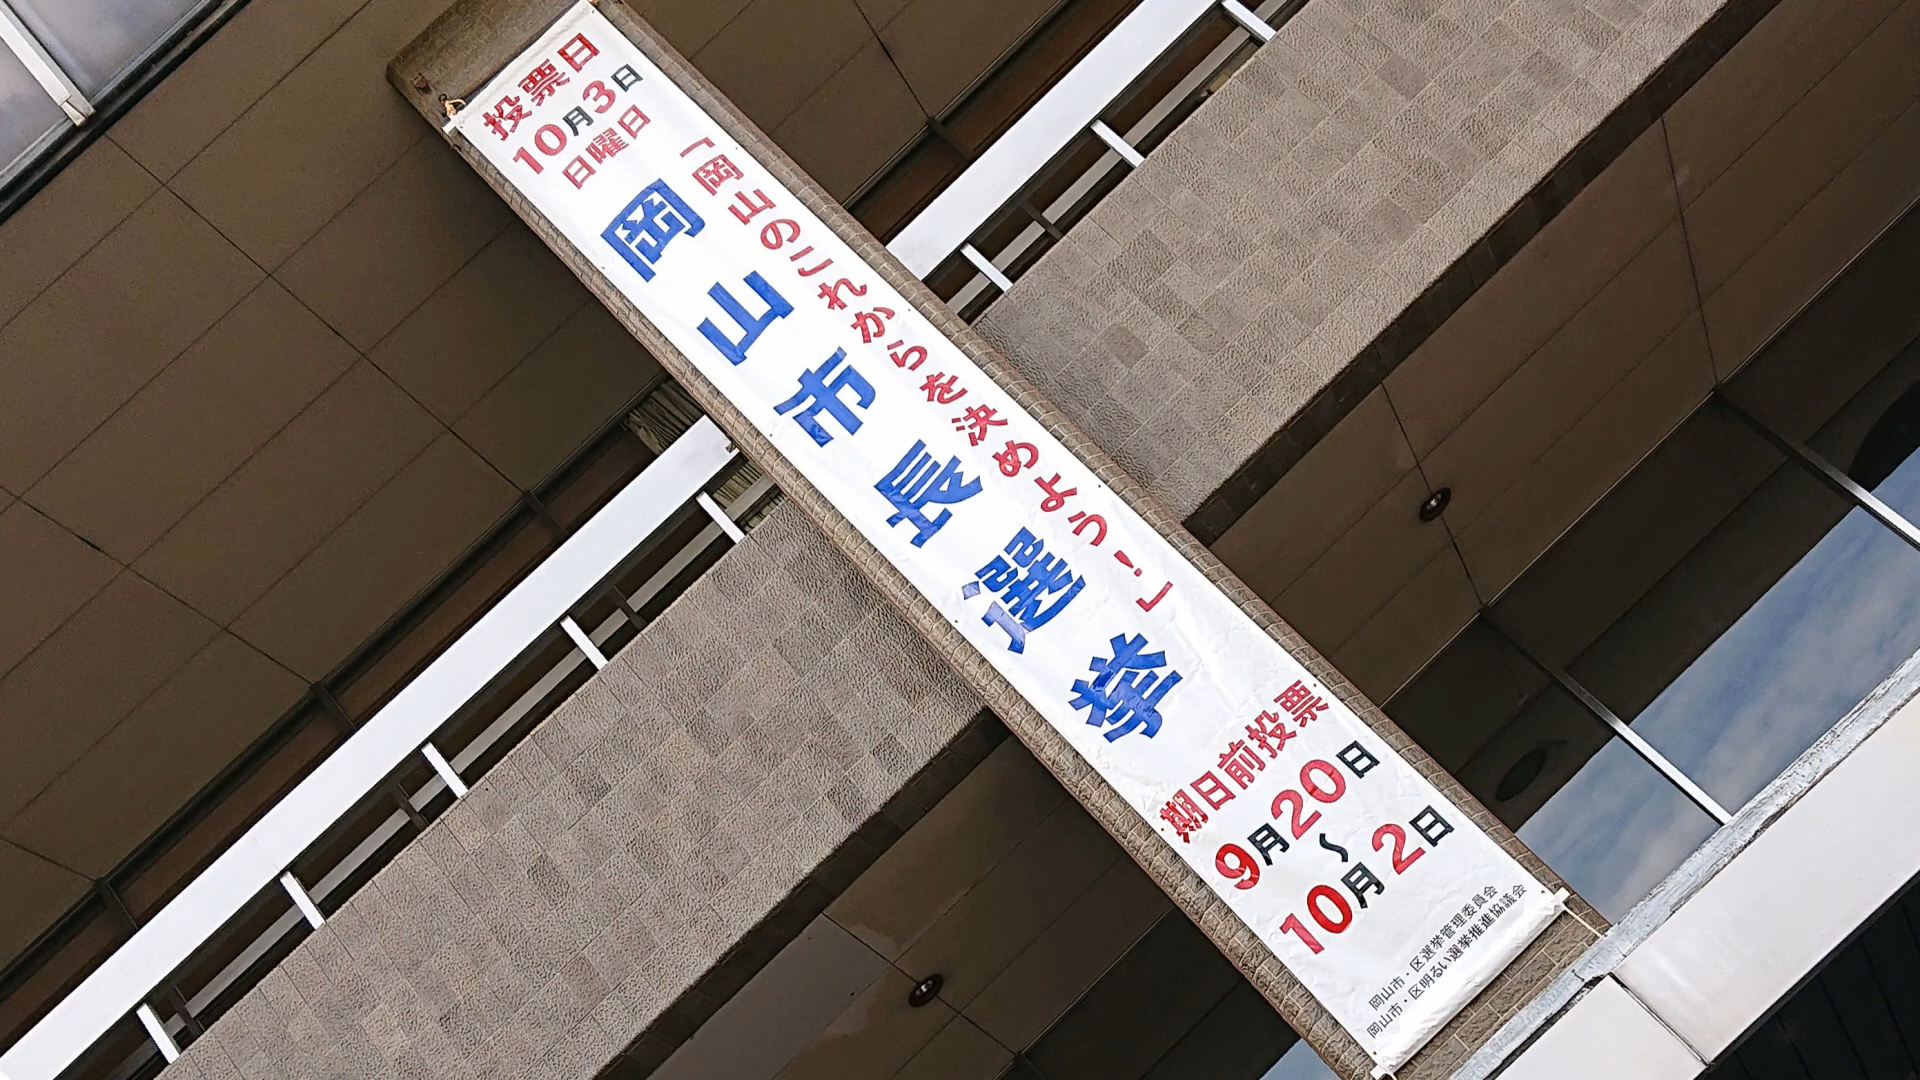 投票日
10月3日
日曜日
「岡山のこれからを決めよう!」
岡山市長選挙
期日前投票
9月20日
～
10月2日
岡山市・区選挙管理委員会
岡山市・区明るい選挙推進協議会